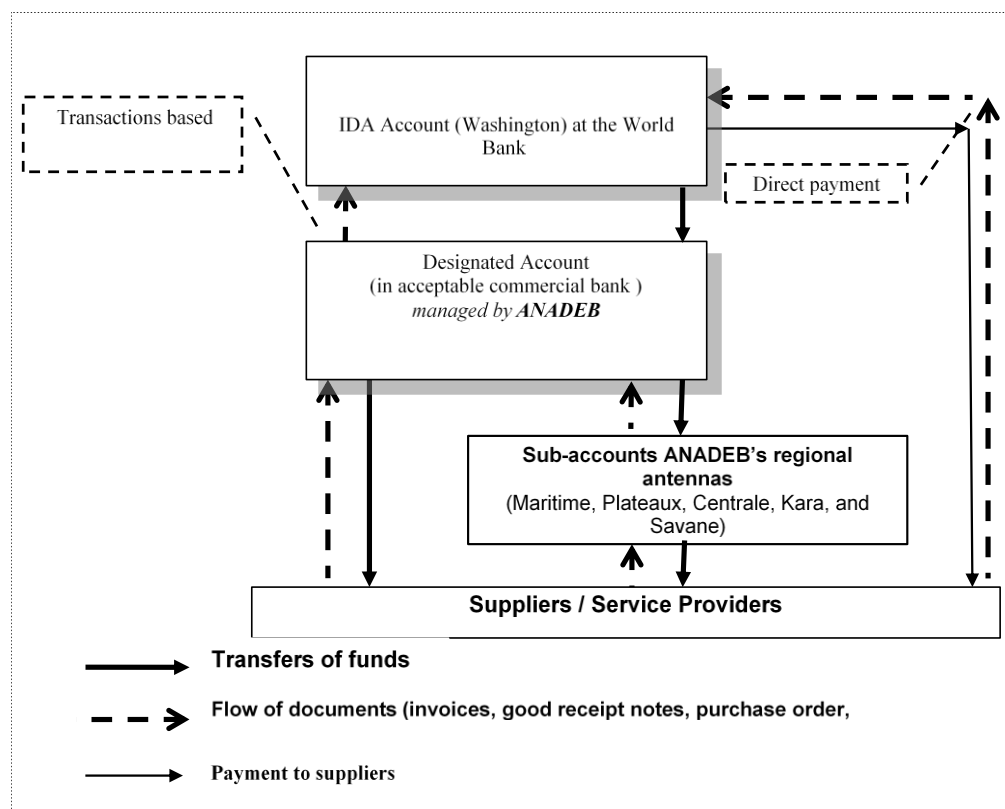 Transactions based
IDA Account (Washington) at the World
Bank
Direct payment
Designated Account
(in acceptable commercial bank )
managed by ANADEB
Sub-accounts ANADEB’s regional
antennas
(Maritime, Plateaux, Centrale, Kara, and
Savane)
Suppliers / Service Providers
Transfers of funds
Flow of documents (invoices, good receipt notes, purchase order,
Payment to suppliers